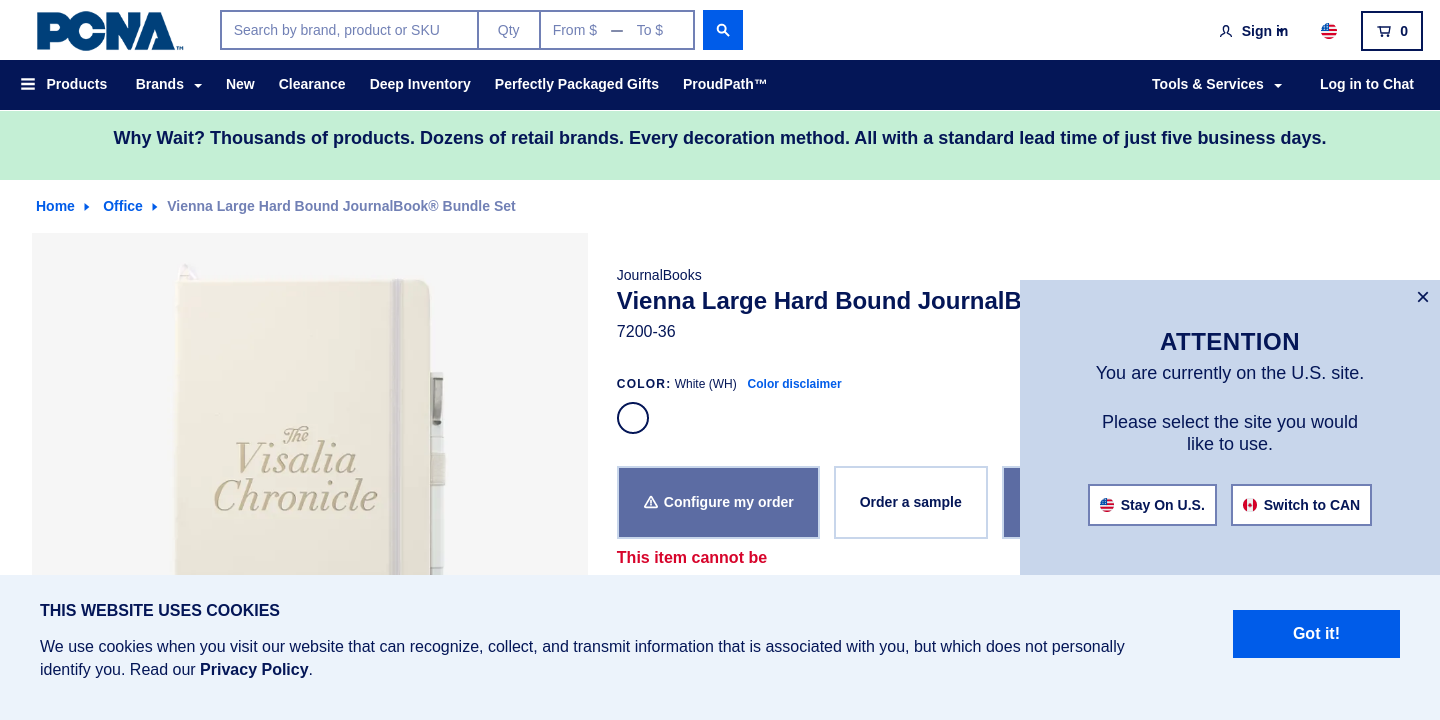 PCNA™
Search by brand, product or SKU
Qty
From $ — To $
Sign in
0
Products
Brands
New
Clearance
Deep Inventory
Perfectly Packaged Gifts
ProudPath™
Tools & Services
Log in to Chat
Why Wait? Thousands of products. Dozens of retail brands. Every decoration method. All with a standard lead time of just five business days.
Home
Office
Vienna Large Hard Bound JournalBook® Bundle Set
The
Visalia
Chronicle
JournalBooks
Vienna Large Hard Bound JournalB
7200-36
COLOR: White (WH) Color disclaimer
Configure my order
Order a sample
This item cannot be
×
ATTENTION
You are currently on the U.S. site.
Please select the site you would
like to use.
Stay On U.S.
Switch to CAN
THIS WEBSITE USES COOKIES
We use cookies when you visit our website that can recognize, collect, and transmit information that is associated with you, but which does not personally
identify you. Read our Privacy Policy.
Got it!